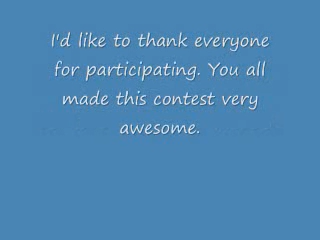 I'd like to thank everyone
for participating. You all
made this contest very
awesome.